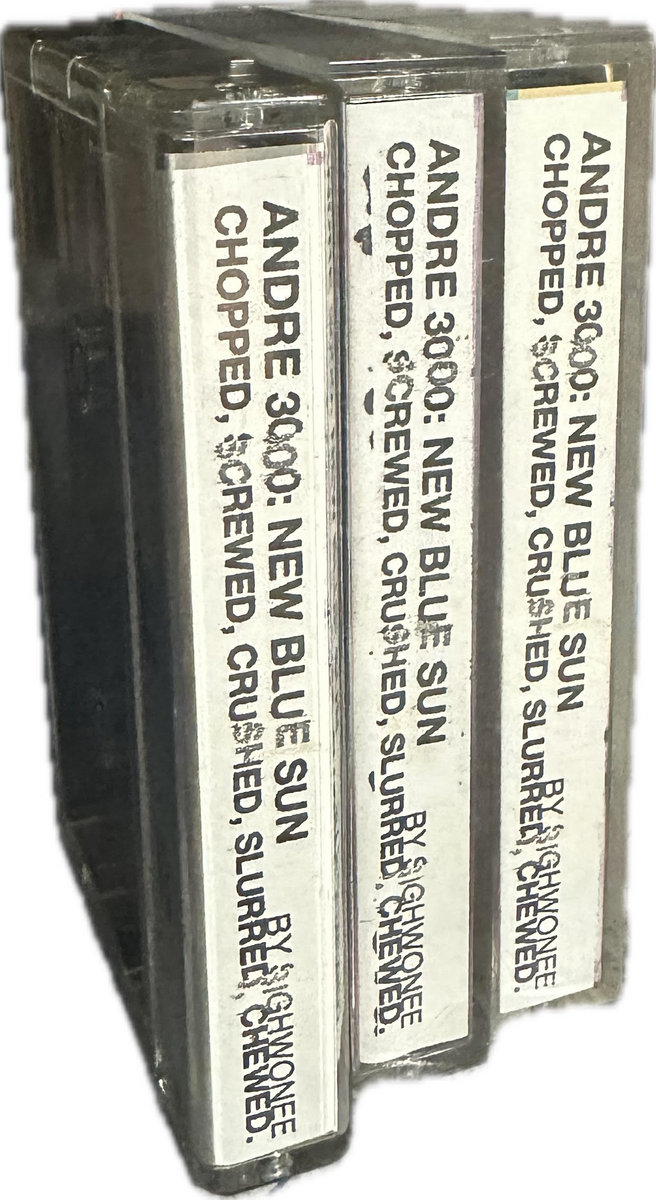 ANDRE 3000: NEW BLUE SUN
CHOPPED, SCREWED, CRUSHED, SLURRED, CHEWED.
BY SIGHWONEE
ANDRE 3000: NEW BLUE SUN
CHOPPED, SCREWED, CRUSHED, SLURRED, CHEWED.
BY SIGHWONEE
ANDRE 3000: NEW BLUE SUN
CHOPPED, SCREWED, CRUSHED, SLURRED, CHEWED.
BY SIGHWONEE